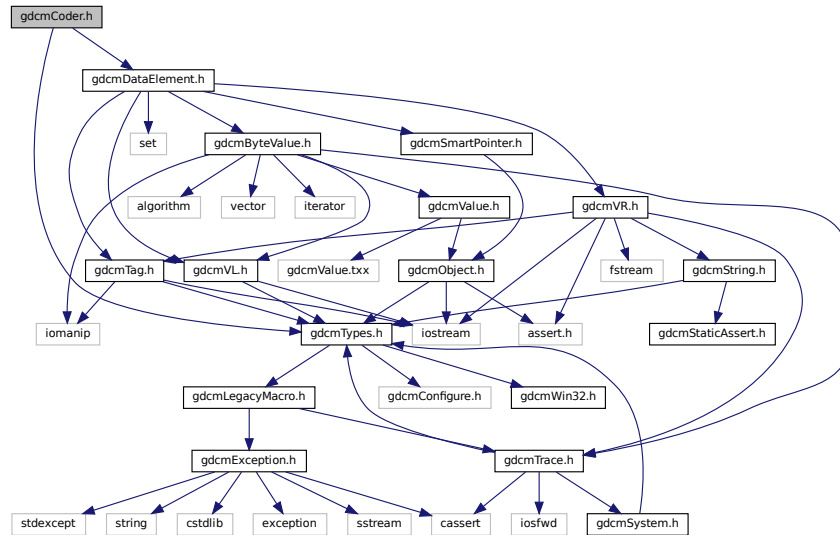 gdcmCoder.h
gdcmDataElement.h
set
gdcmByteValue.h
gdcmSmartPointer.h
algorithm
vector
iterator
gdcmValue.h
gdcmVR.h
gdcmTag.h
gdcmVL.h
gdcmValue.txx
gdcmObject.h
fstream
gdcmString.h
iomanip
gdcmTypes.h
iostream
assert.h
gdcmStaticAssert.h
gdcmLegacyMacro.h
gdcmConfigure.h
gdcmWin32.h
gdcmException.h
gdcmTrace.h
stdexcept
string
cstdlib
exception
sstream
cassert
iosfwd
gdcmSystem.h